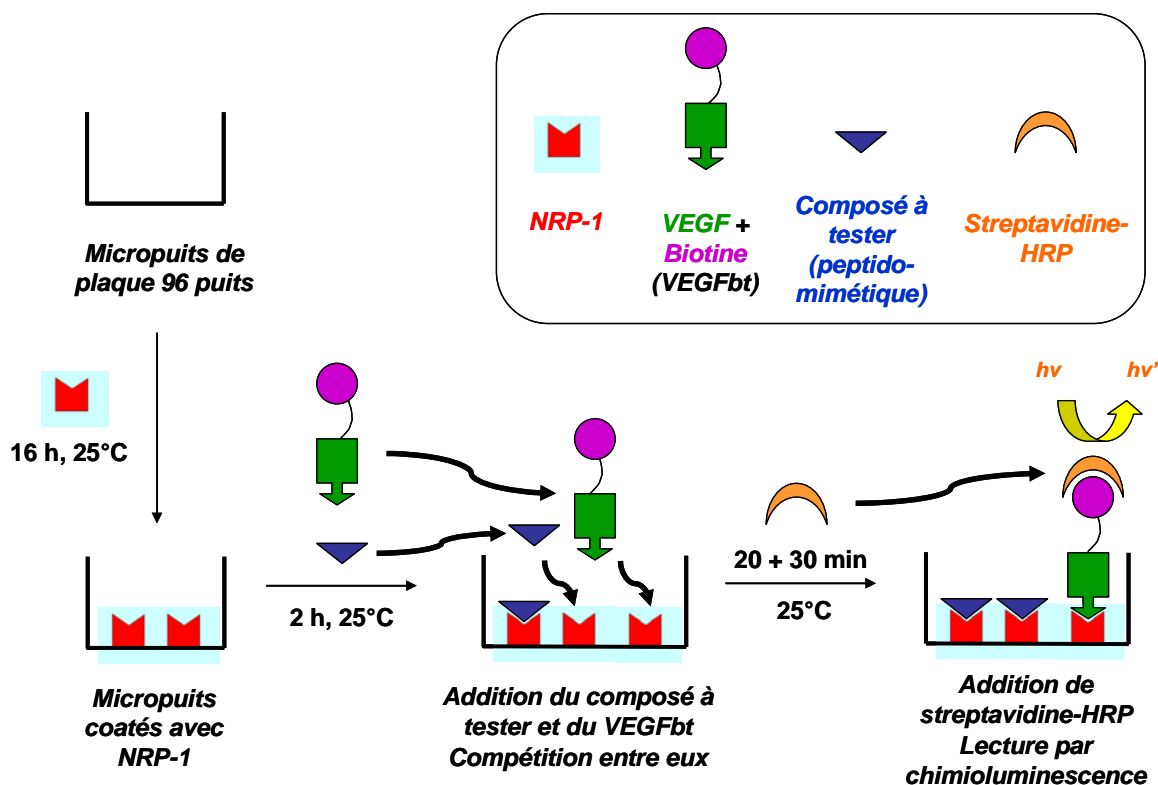 NRP-1
VEGF +
Biotine
(VEGFbt)
Composé à
tester
(peptido-
mimétique)
Streptavidine-
HRP
Micropuits de
plaque 96 puits
16 h, 25°C
Micropuits
coatés avec
NRP-1
2 h, 25°C
Addition du composé à
tester et du VEGFbt
Compétition entre eux
20 + 30 min
25°C
hv
hv'
Addition de
streptavidine-HRP
Lecture par
chimioluminescence